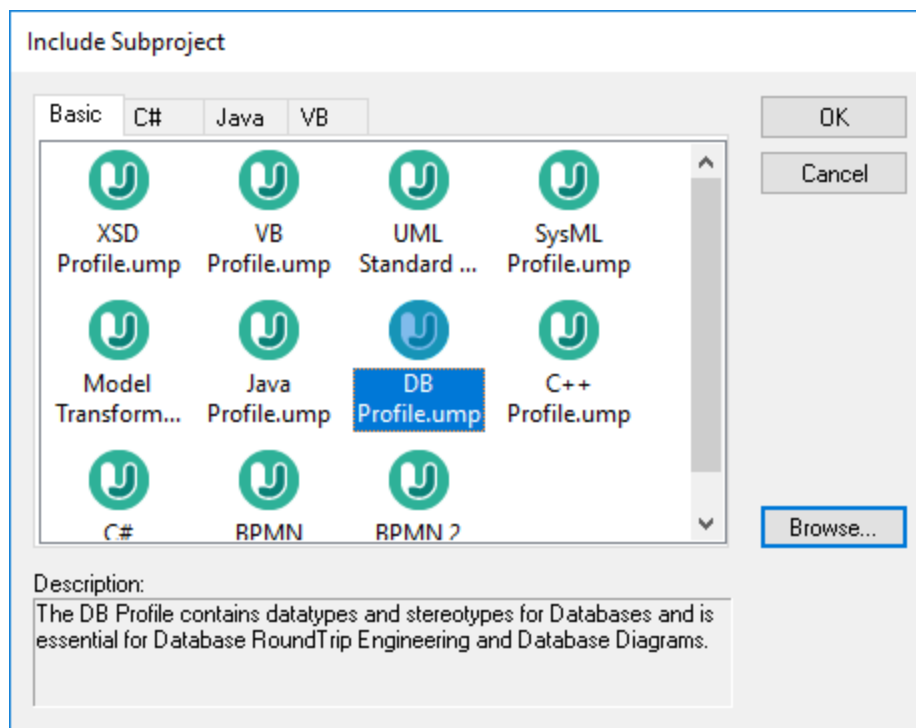 Include Subproject
Basic C# Java VB
OK
Cancel
XSD
Profile.ump
VB
Profile.ump
UML
Standard ...
SysML
Profile.ump
Model
Transform...
Java
Profile.ump
DB
Profile.ump
C++
Profile.ump
C#
BPMN
BPMN 2
Browse...
Description:
The DB Profile contains datatypes and stereotypes for Databases and is
essential for Database RoundTrip Engineering and Database Diagrams.